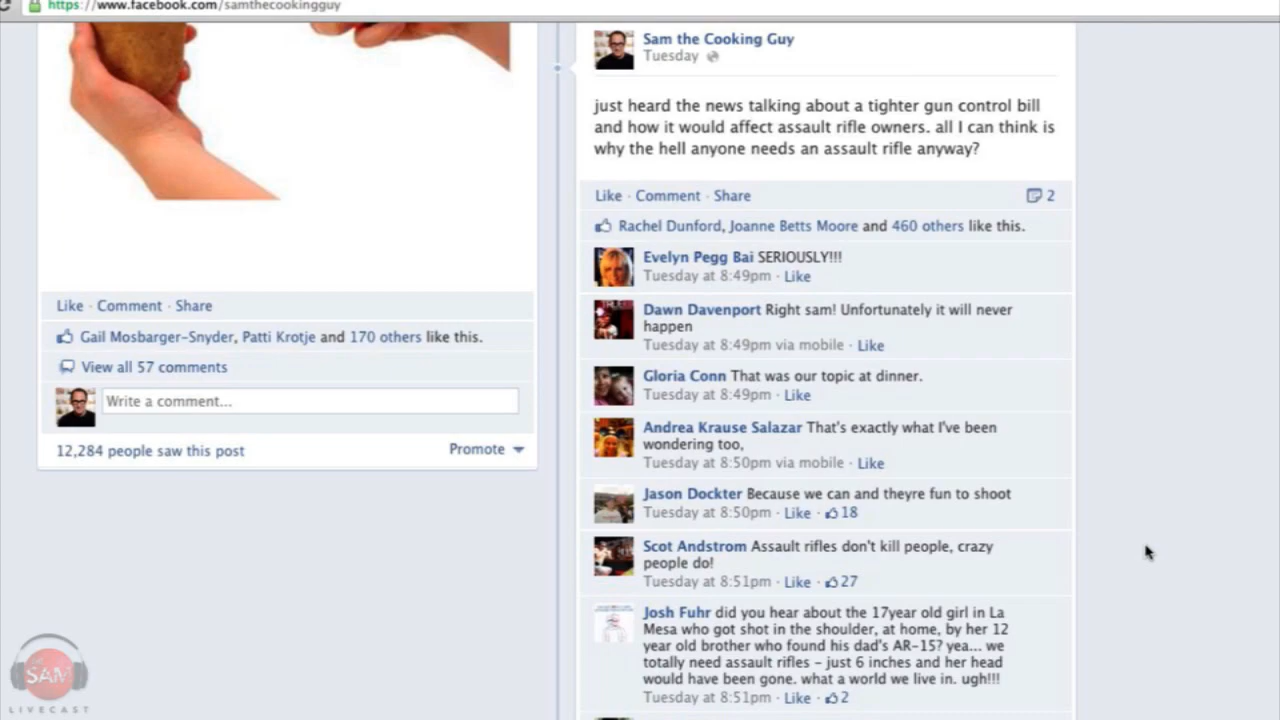 https://www.facebook.com/samthecookingguy
Like · Comment · Share
Gail Mosbarger-Snyder, Patti Krotje and 170 others like this.
View all 57 comments
Write a comment...
12,284 people saw this post
Promote
Sam the Cooking Guy
Tuesday
just heard the news talking about a tighter gun control bill
and how it would affect assault rifle owners. all I can think is
why the hell anyone needs an assault rifle anyway?
Like · Comment · Share
2
Rachel Dunford, Joanne Betts Moore and 460 others like this.
Evelyn Pegg Bai SERIOUSLY!!!
Tuesday at 8:49pm · Like
Dawn Davenport Right sam! Unfortunately it will never
happen
Tuesday at 8:49pm via mobile · Like
Gloria Conn That was our topic at dinner.
Tuesday at 8:49pm · Like
Andrea Krause Salazar That's exactly what I've been
wondering too,
Tuesday at 8:50pm via mobile · Like
Jason Dockter Because we can and theyre fun to shoot
Tuesday at 8:50pm · Like · 18
Scot Andstrom Assault rifles don't kill people, crazy
people do!
Tuesday at 8:51pm · Like · 27
Josh Fuhr did you hear about the 17year old girl in La
Mesa who got shot in the shoulder, at home, by her 12
year old brother who found his dad's AR-15? yea... we
totally need assault rifles - just 6 inches and her head
would have been gone. what a world we live in. ugh!!!
Tuesday at 8:51pm · Like · 2
SAM
LIVECAST